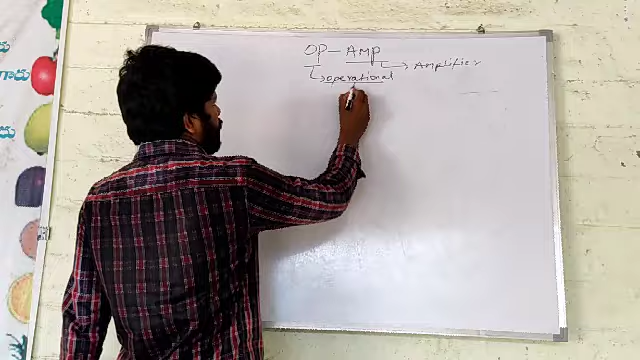 OP - AMP
↳ operational
↳ Amplifier
గారు